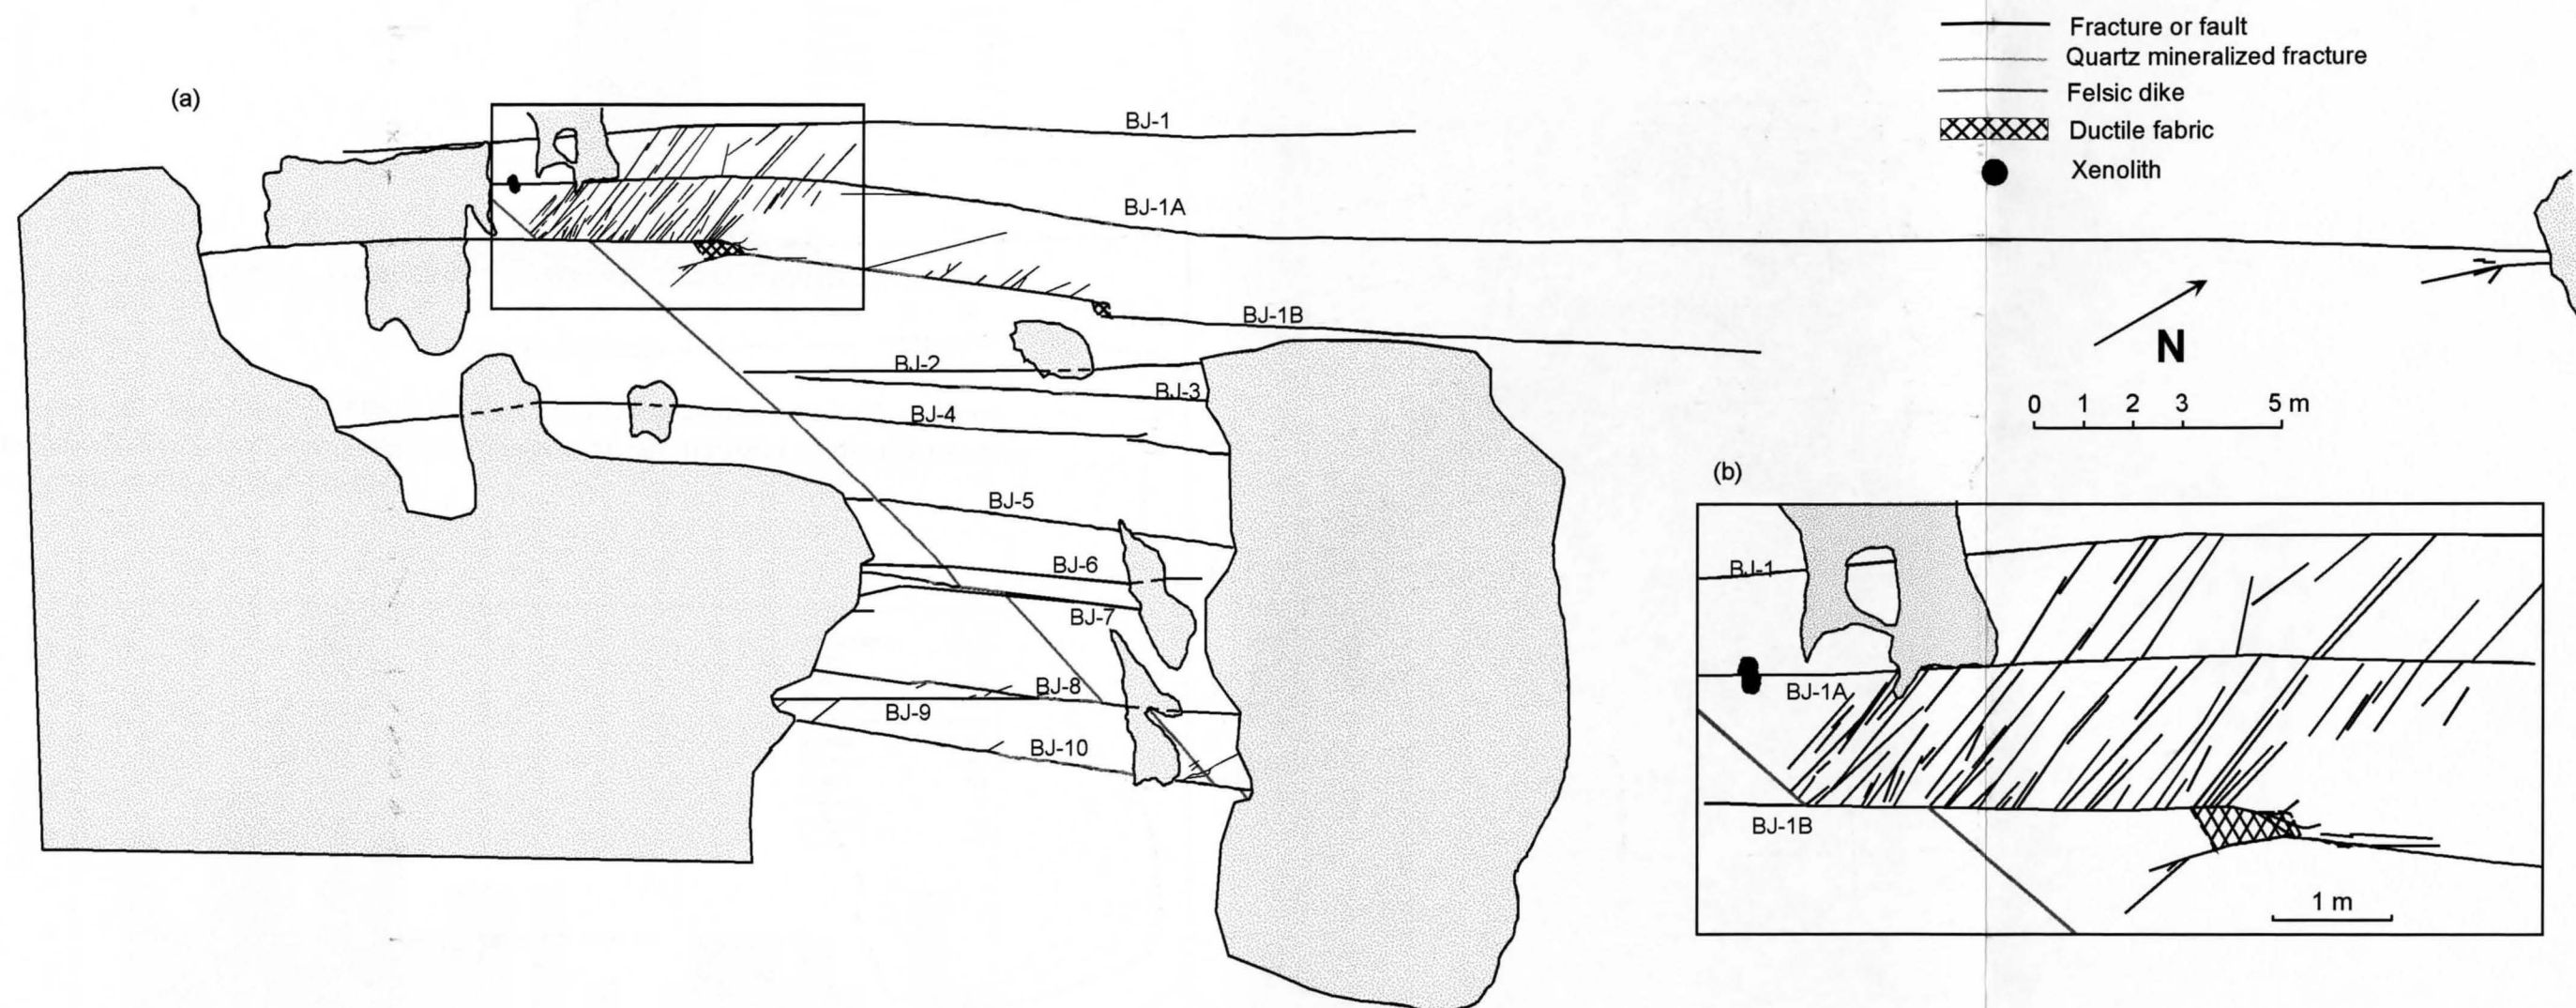 Fracture or fault
Quartz mineralized fracture
Felsic dike
Ductile fabric
Xenolith
(a)
BJ-1
BJ-1A
BJ-1B
BJ-2
BJ-3
BJ-4
BJ-5
BJ-6
BJ-7
BJ-8
BJ-9
BJ-10
N
0 1 2 3 5 m
(b)
BJ-1
BJ-1A
BJ-1B
1 m